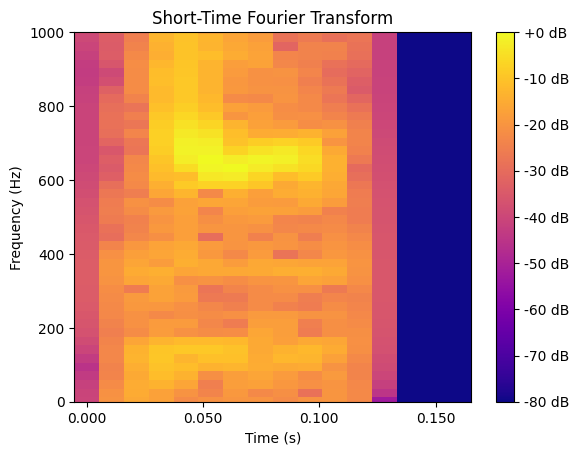 Short-Time Fourier Transform
1000
800
600
400
200
0
Frequency (Hz)
0.000
0.050
0.100
0.150
Time (s)
+0 dB
-10 dB
-20 dB
-30 dB
-40 dB
-50 dB
-60 dB
-70 dB
-80 dB